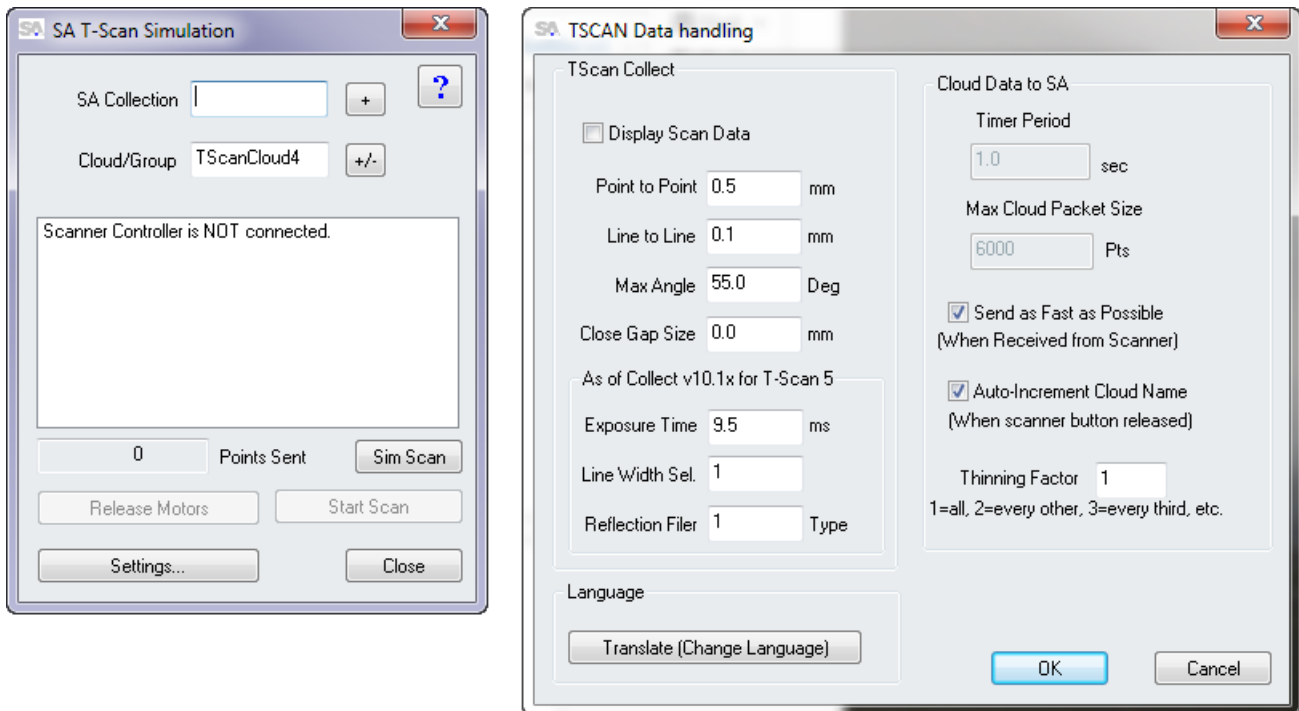 SA T-Scan Simulation
SA Collection
+
?
Cloud/Group TScanCloud4 +/-
Scanner Controller is NOT connected.
0 Points Sent Sim Scan
Release Motors Start Scan
Settings... Close
SA TSCAN Data handling
TScan Collect
Display Scan Data
Point to Point 0.5 mm
Line to Line 0.1 mm
Max Angle 55.0 Deg
Close Gap Size 0.0 mm
As of Collect v10.1x for T-Scan 5
Exposure Time 9.5 ms
Line Width Sel. 1
Reflection Filer 1 Type
Language
Translate (Change Language)
Cloud Data to SA
Timer Period
1.0 sec
Max Cloud Packet Size
6000 Pts
Send as Fast as Possible
(When Received from Scanner)
Auto-Increment Cloud Name
(When scanner button released)
Thinning Factor 1
1=all, 2=every other, 3=every third, etc.
OK Cancel